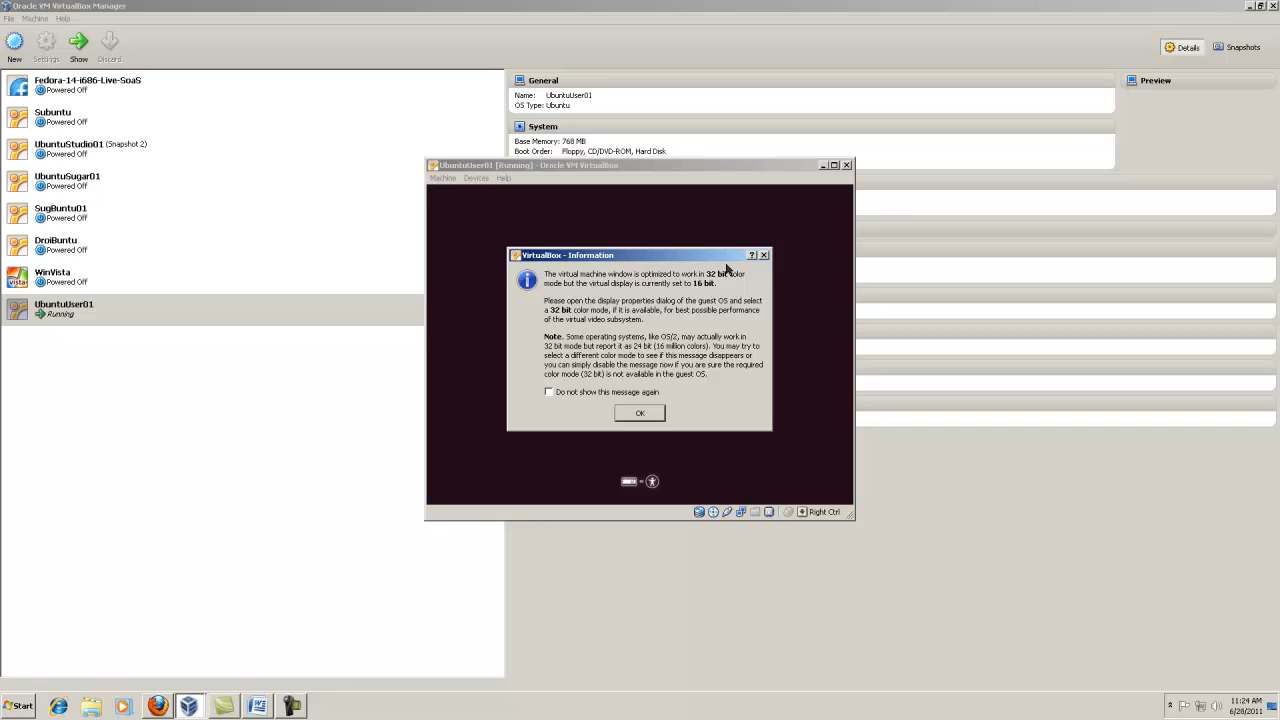 Oracle VM VirtualBox Manager
File Machine Help
New Settings Show Discard
Details Snapshots
Fedora-14-i686-Live-SoaS
Powered Off
Subuntu
Powered Off
UbuntuStudio01 (Snapshot 2)
Powered Off
UbuntuSugar01
Powered Off
SugBuntu01
Powered Off
DroiBuntu
Powered Off
WinVista
Powered Off
UbuntuUser01
Running
General
Name: UbuntuUser01
OS Type: Ubuntu
System
Base Memory: 768 MB
Boot Order: Floppy, CD/DVD-ROM, Hard Disk
Preview
UbuntuUser01 [Running] - Oracle VM VirtualBox
Machine Devices Help
VirtualBox - Information
The virtual machine window is optimized to work in 32 bit color
mode but the virtual display is currently set to 16 bit.
Please open the display properties dialog of the guest OS and select
a 32 bit color mode, if it is available, for best possible performance
of the virtual video subsystem.
Note. Some operating systems, like OS/2, may actually work in
32 bit mode but report it as 24 bit (16 million colors). You may try to
select a different color mode to see if this message disappears or
you can simply disable the message now if you are sure the required
color mode (32 bit) is not available in the guest OS.
Do not show this message again
OK
Right Ctrl
Start
11:24 AM
6/28/2011